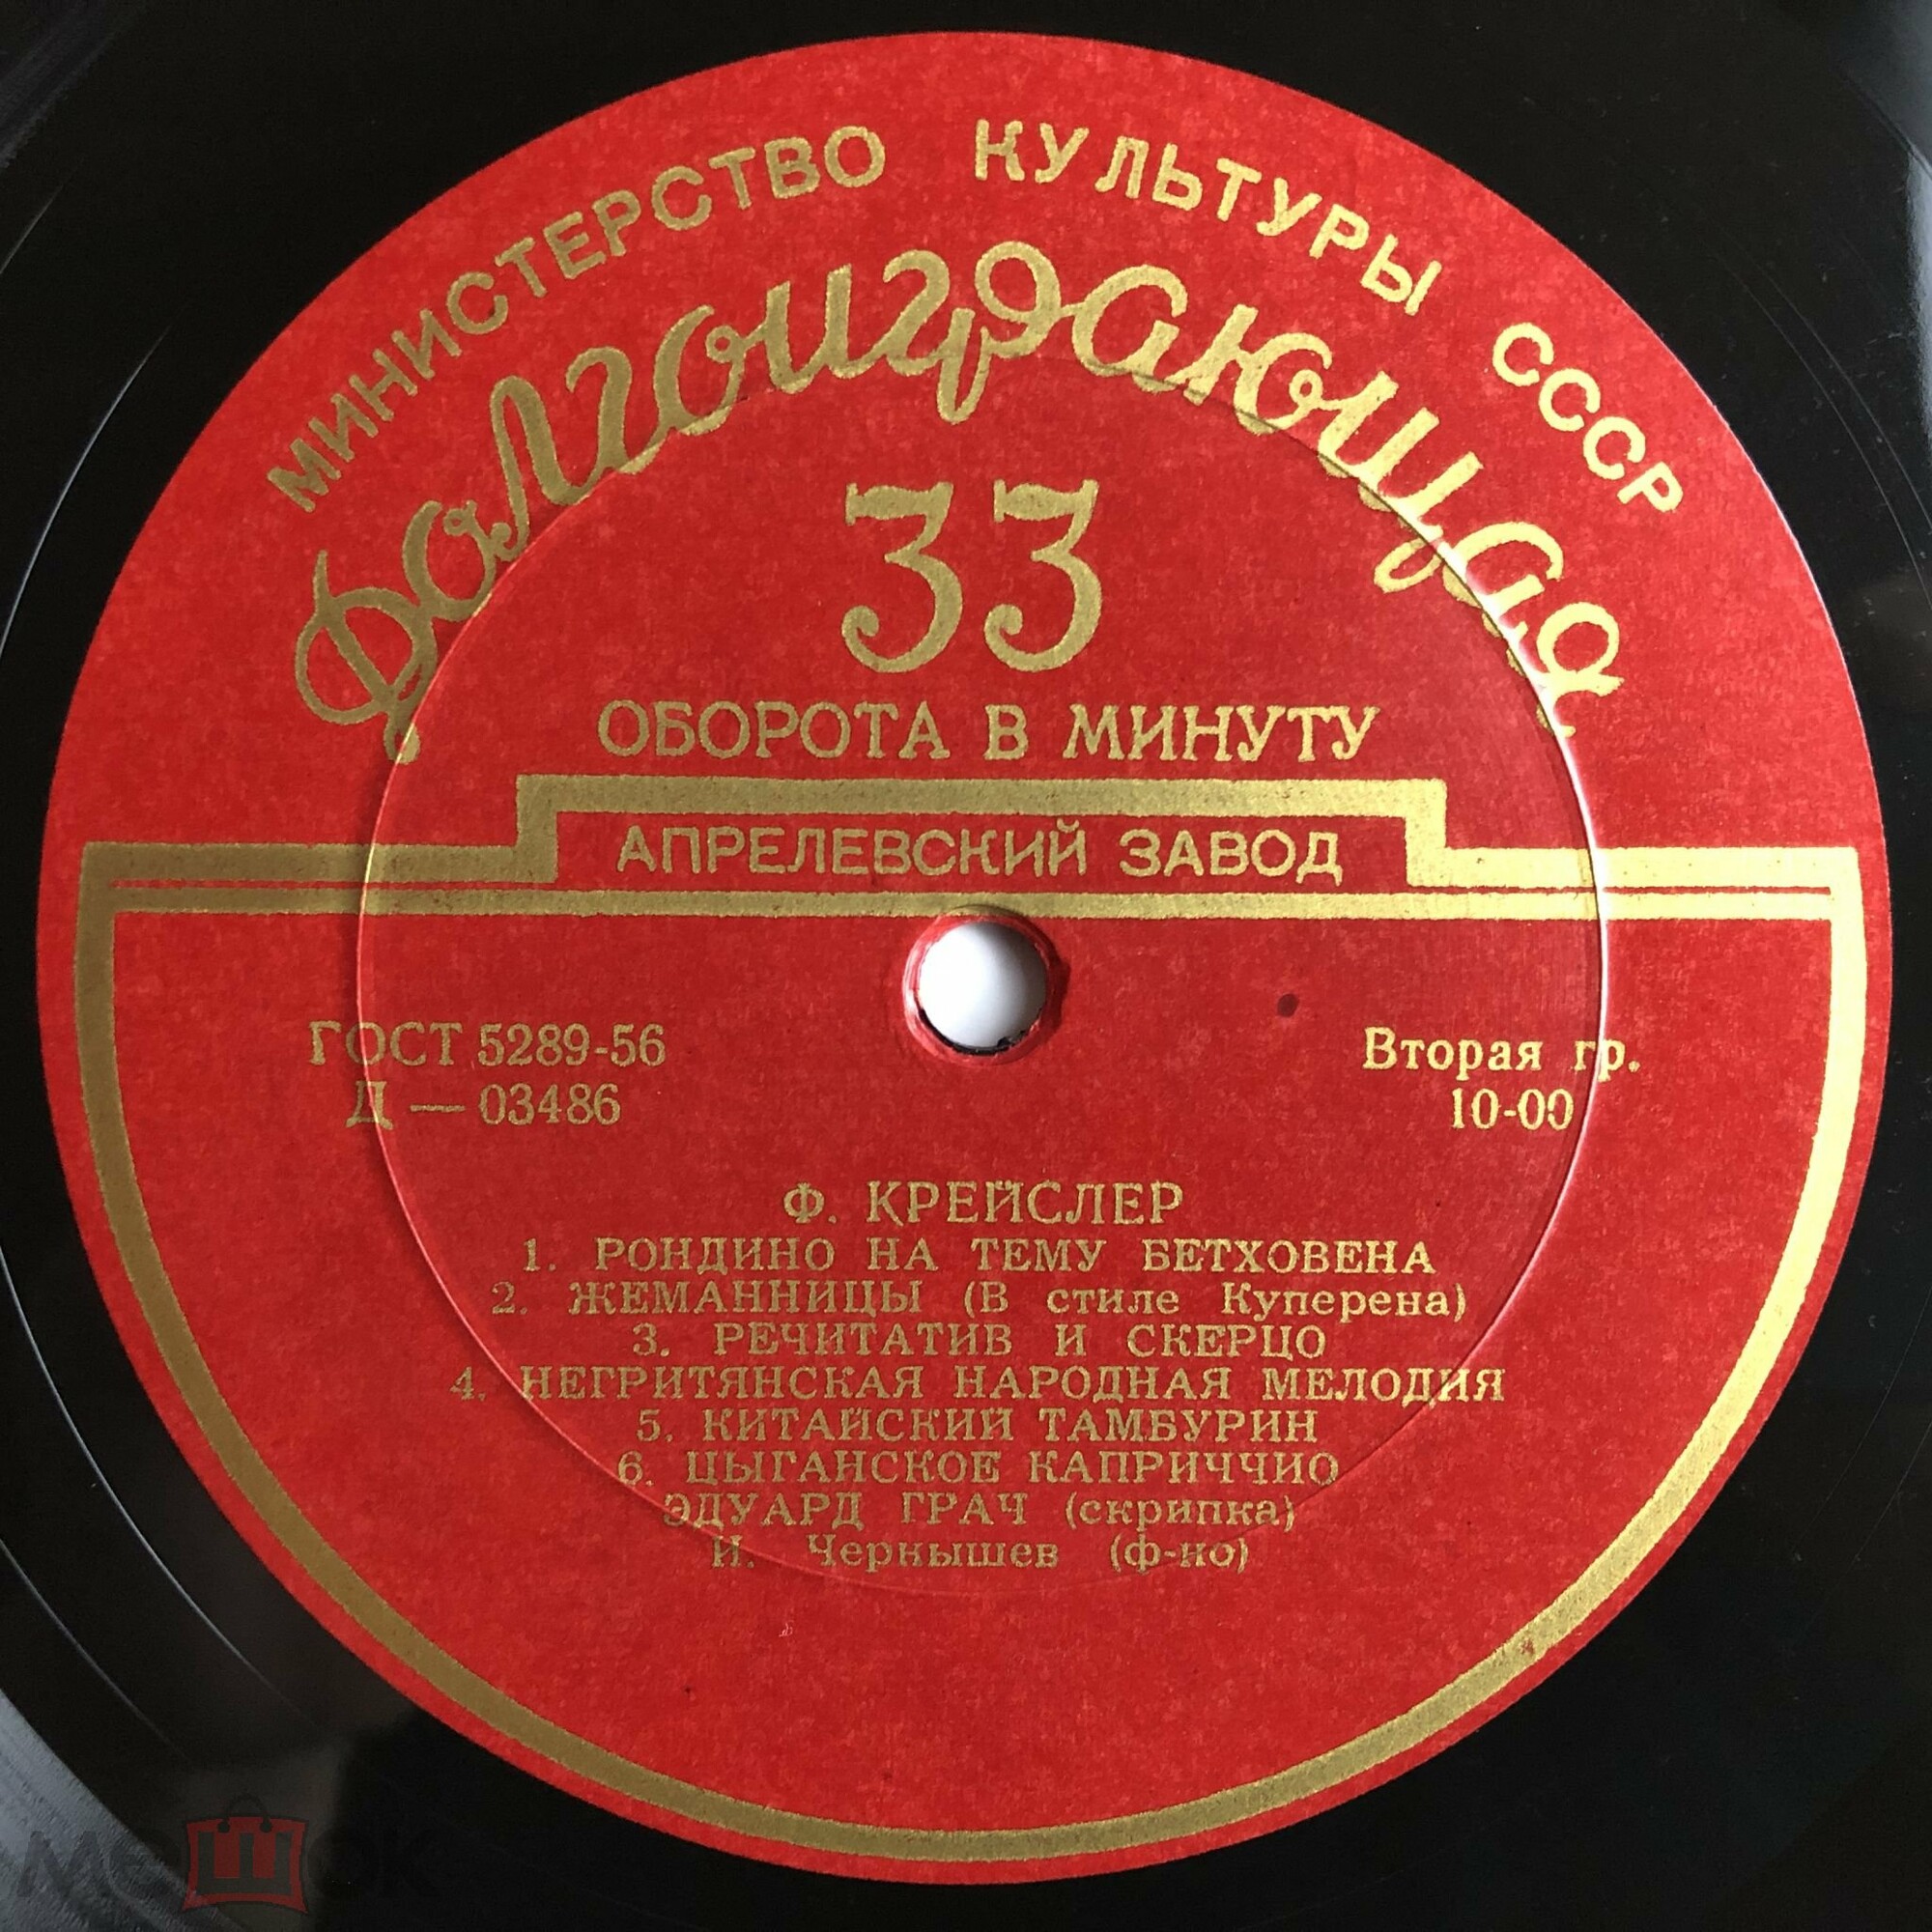 МИНИСТЕРСТВО КУЛЬТУРЫ СССР
Долгоиграющая
33
ОБОРОТА В МИНУТУ
АПРЕЛЕВСКИЙ ЗАВОД
ГОСТ 5289-56
Д — 03486
Вторая гр.
10-00
Ф. КРЕЙСЛЕР
1. РОНДИНО НА ТЕМУ БЕТХОВЕНА
2. ЖЕМАННИЦЫ (В стиле Куперена)
3. РЕЧИТАТИВ И СКЕРЦО
4. НЕГРИТЯНСКАЯ НАРОДНАЯ МЕЛОДИЯ
5. КИТАЙСКИЙ ТАМБУРИН
6. ЦЫГАНСКОЕ КАПРИЧЧИО
ЭДУАРД ГРАЧ (скрипка)
И. Чернышев (ф-но)
мешок